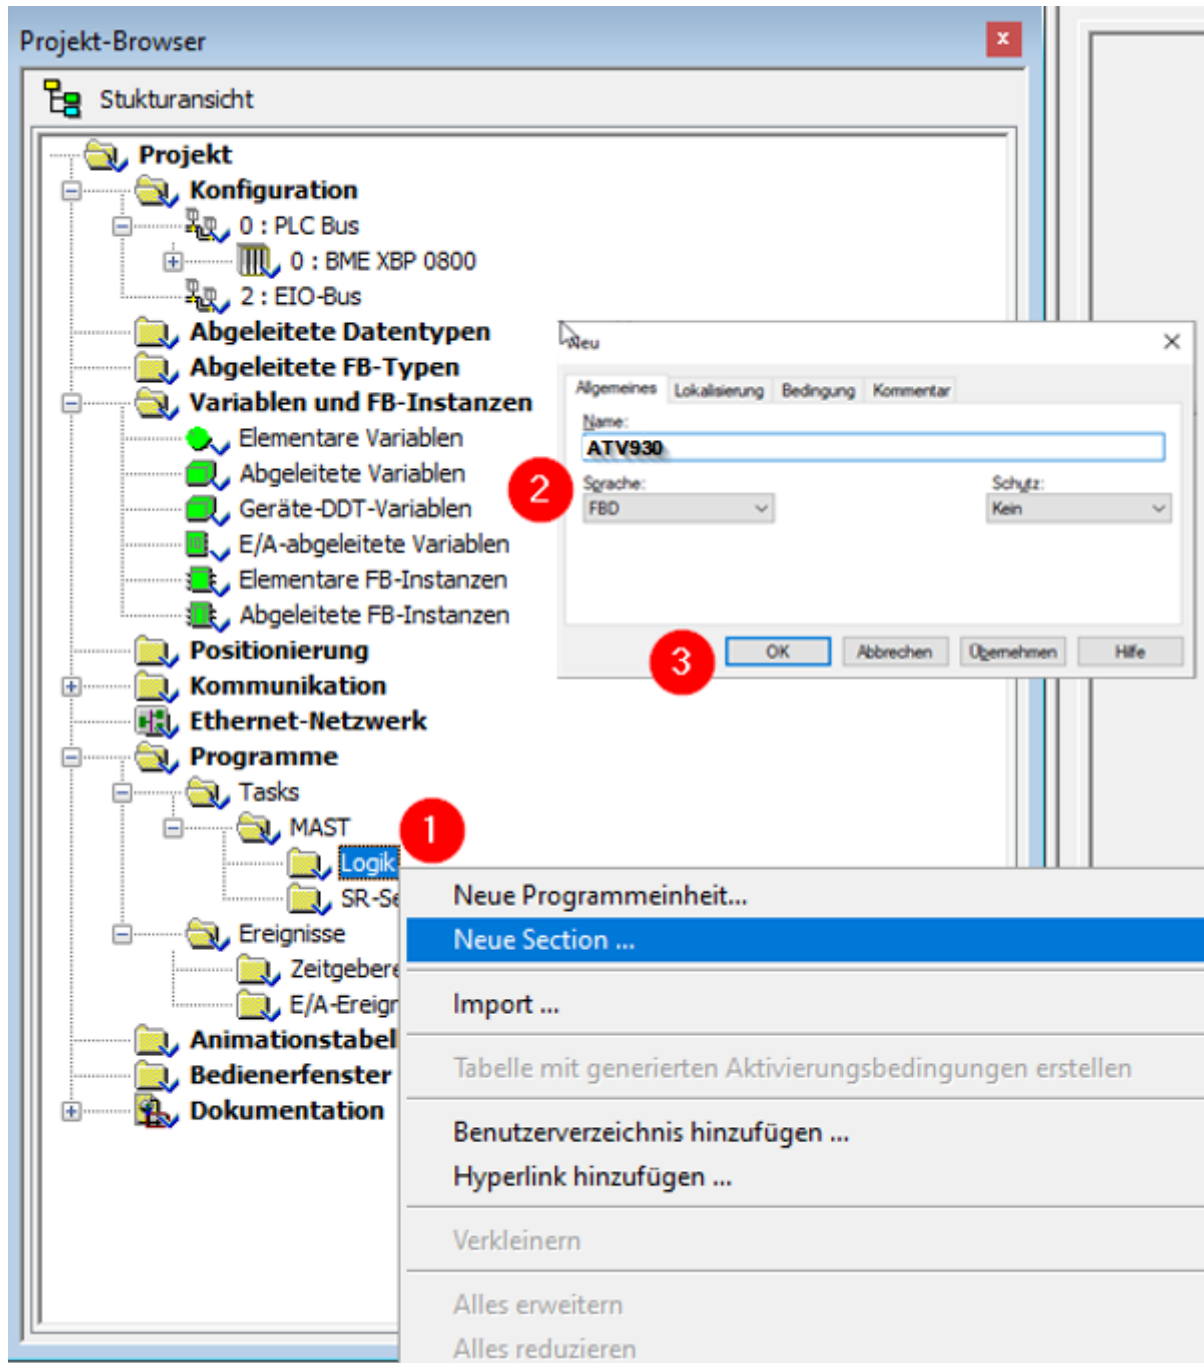 Projekt-Browser
Stukturansicht
Projekt
Konfiguration
0 : PLC Bus
0 : BME XBP 0800
2 : EIO-Bus
Abgeleitete Datentypen
Abgeleitete FB-Typen
Variablen und FB-Instanzen
Elementare Variablen
Abgeleitete Variablen
Geräte-DDT-Variablen
E/A-abgeleitete Variablen
Elementare FB-Instanzen
Abgeleitete FB-Instanzen
Positionierung
Kommunikation
Ethernet-Netzwerk
Programme
Tasks
MAST
1
Logik
SR-Se
Ereignisse
Zeitgebere
E/A-Ereign
Animationstabel
Bedienerfenster
Dokumentation
Neu
Allgemeines Lokalisierung Bedingung Kommentar
Name:
ATV930
2
Sprache: Schutz:
FBD Kein
3
OK Abbrechen Übernehmen Hilfe
Neue Programmeinheit...
Neue Section ...
Import ...
Tabelle mit generierten Aktivierungsbedingungen erstellen
Benutzerverzeichnis hinzufügen ...
Hyperlink hinzufügen ...
Verkleinern
Alles erweitern
Alles reduzieren